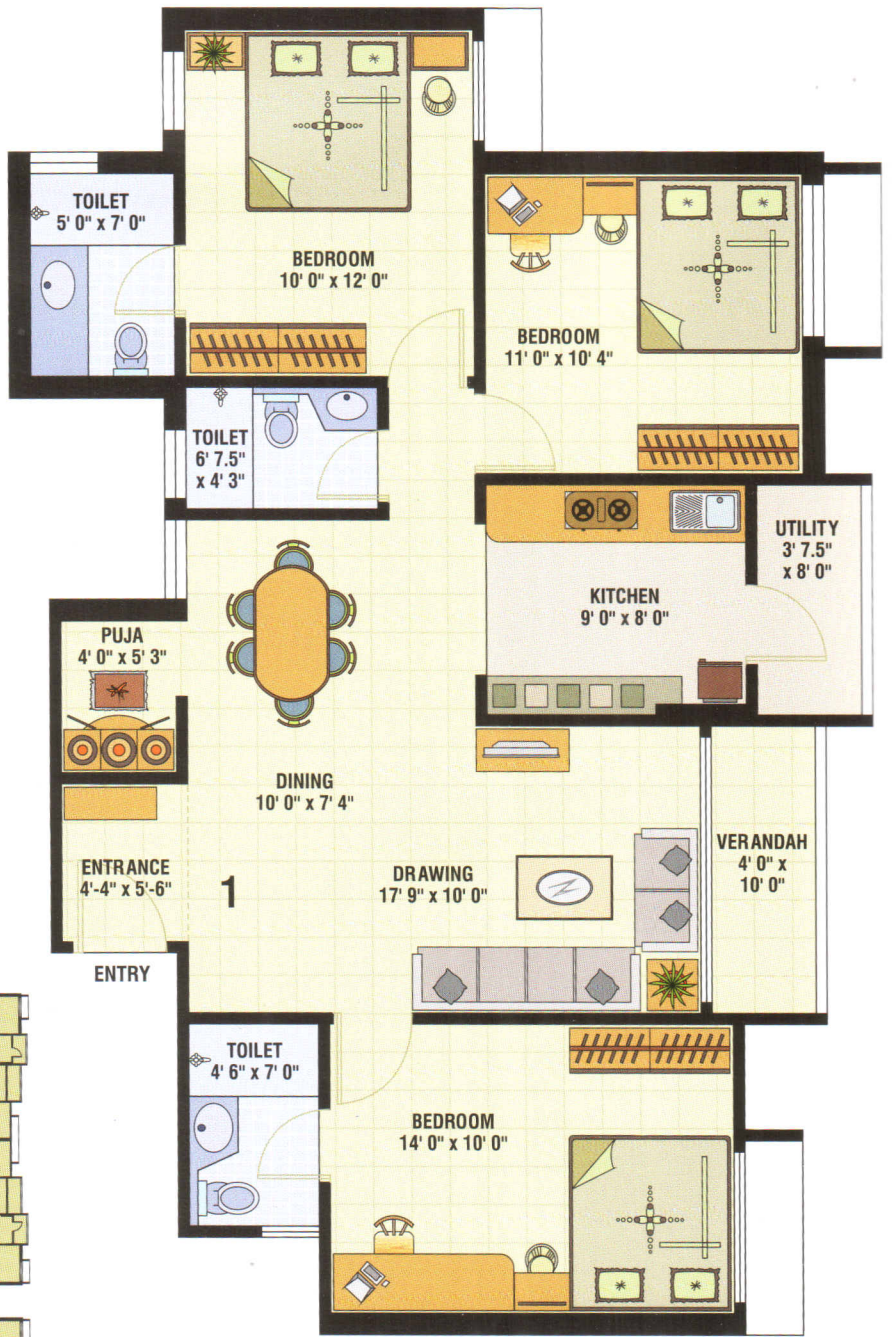 TOILET
5' 0" x 7' 0"
BEDROOM
10' 0" x 12' 0"
BEDROOM
11' 0" x 10' 4"
TOILET
6' 7.5"
x 4' 3"
UTILITY
3' 7.5"
x 8' 0"
KITCHEN
9' 0" x 8' 0"
PUJA
4' 0" x 5' 3"
DINING
10' 0" x 7' 4"
ENTRANCE
4'-4" x 5'-6"
1
DRAWING
17' 9" x 10' 0"
VERANDAH
4' 0" x
10' 0"
ENTRY
TOILET
4' 6" x 7' 0"
BEDROOM
14' 0" x 10' 0"